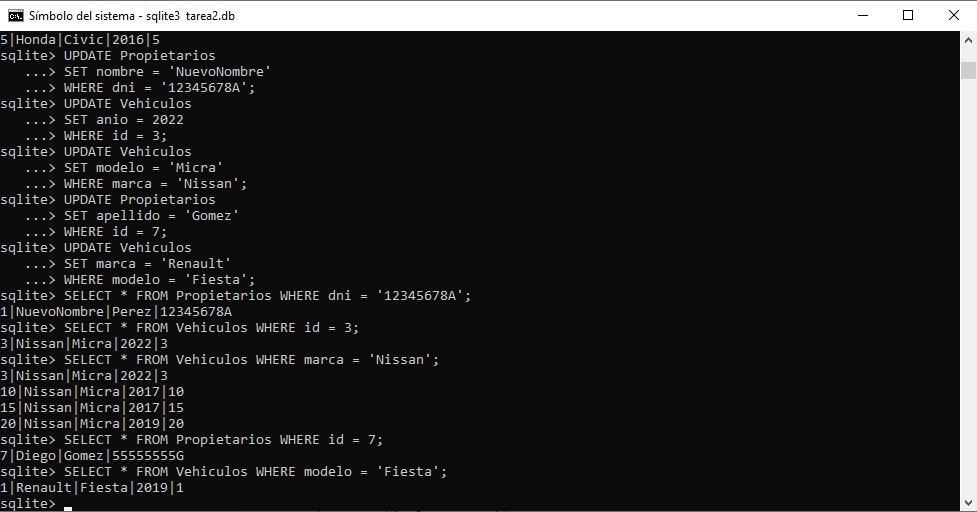 Símbolo del sistema - sqlite3 tarea2.db
5|Honda|Civic|2016|5
sqlite> UPDATE Propietarios
   ...> SET nombre = 'NuevoNombre'
   ...> WHERE dni = '12345678A';
sqlite> UPDATE Vehiculos
   ...> SET anio = 2022
   ...> WHERE id = 3;
sqlite> UPDATE Vehiculos
   ...> SET modelo = 'Micra'
   ...> WHERE marca = 'Nissan';
sqlite> UPDATE Propietarios
   ...> SET apellido = 'Gomez'
   ...> WHERE id = 7;
sqlite> UPDATE Vehiculos
   ...> SET marca = 'Renault'
   ...> WHERE modelo = 'Fiesta';
sqlite> SELECT * FROM Propietarios WHERE dni = '12345678A';
1|NuevoNombre|Perez|12345678A
sqlite> SELECT * FROM Vehiculos WHERE id = 3;
3|Nissan|Micra|2022|3
sqlite> SELECT * FROM Vehiculos WHERE marca = 'Nissan';
3|Nissan|Micra|2022|3
10|Nissan|Micra|2017|10
15|Nissan|Micra|2017|15
20|Nissan|Micra|2019|20
sqlite> SELECT * FROM Propietarios WHERE id = 7;
7|Diego|Gomez|55555555G
sqlite> SELECT * FROM Vehiculos WHERE modelo = 'Fiesta';
1|Renault|Fiesta|2019|1
sqlite>